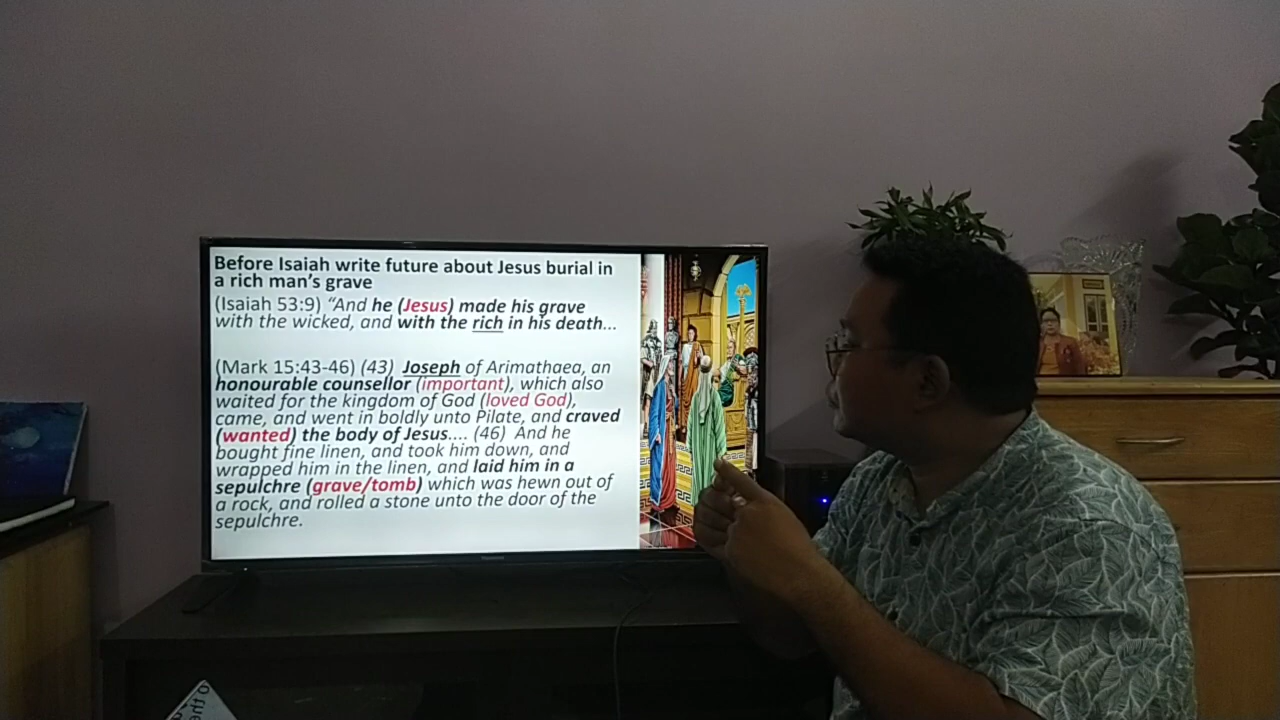 Before Isaiah write future about Jesus burial in
a rich man's grave
(Isaiah 53:9) "And he (Jesus) made his grave
with the wicked, and with the rich in his death...
(Mark 15:43-46) (43) Joseph of Arimathaea, an
honourable counsellor (important), which also
waited for the kingdom of God (loved God),
came, and went in boldly unto Pilate, and craved
(wanted) the body of Jesus.... (46) And he
bought fine linen, and took him down, and
wrapped him in the linen, and laid him in a
sepulchre (grave/tomb) which was hewn out of
a rock, and rolled a stone unto the door of the
sepulchre.